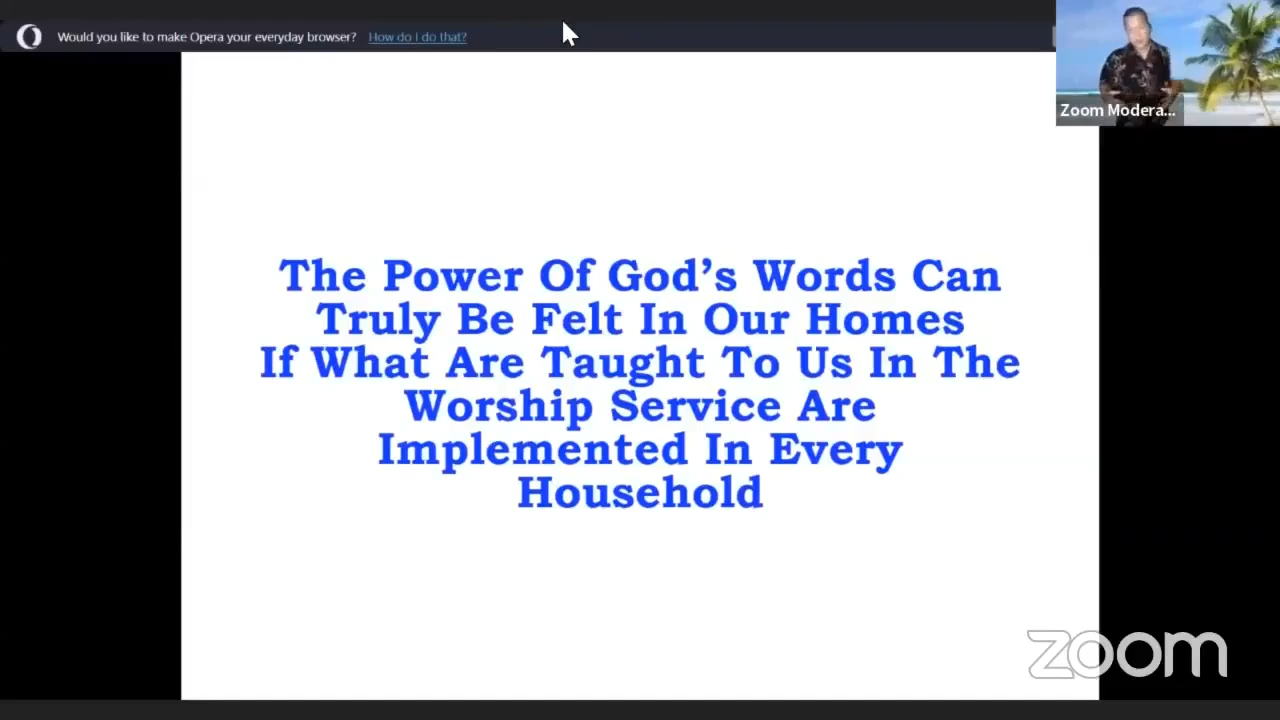 Would you like to make Opera your everyday browser? How do I do that?
Zoom Modera...
The Power Of God’s Words Can
Truly Be Felt In Our Homes
If What Are Taught To Us In The
Worship Service Are
Implemented In Every
Household
zoom